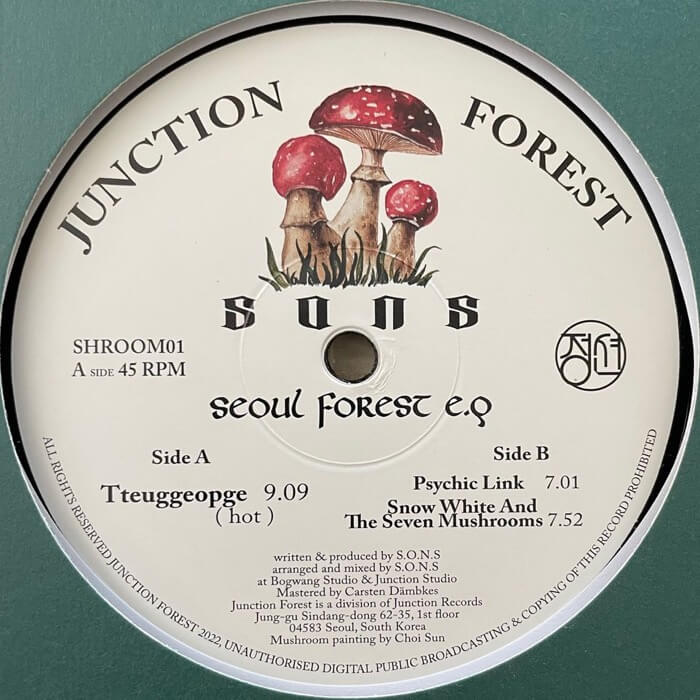 JUNCTION FOREST
SONS
SHROOM01
A SIDE 45 RPM
정션
Seoul Forest e.q
Side A
Tteuggeopge 9.09
( hot )
Side B
Psychic Link 7.01
Snow White And
The Seven Mushrooms 7.52
written & produced by S.O.N.S
arranged and mixed by S.O.N.S
at Bogwang Studio & Junction Studio
Mastered by Carsten Dämbkes
Junction Forest is a division of Junction Records
Jung-gu Sindang-dong 62-35, 1st floor
04583 Seoul, South Korea
Mushroom painting by Choi Sun
ALL RIGHTS RESERVED JUNCTION FOREST 2022, UNAUTHORISED DIGITAL PUBLIC BROADCASTING & COPYING OF THIS RECORD PROHIBITED